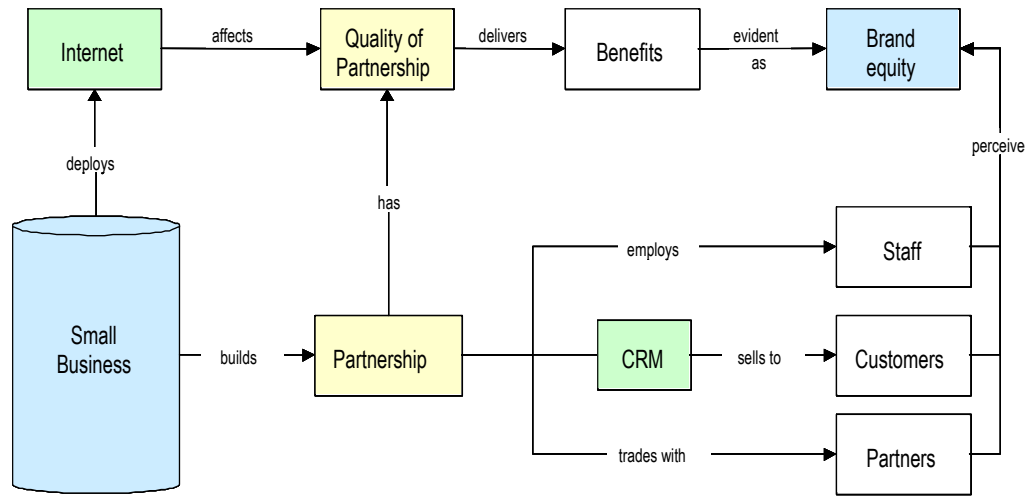 Internet
affects
Quality of
Partnership
delivers
Benefits
evident
as
Brand
equity
deploys
has
perceive
Small
Business
builds
Partnership
employs
Staff
CRM
sells to
Customers
trades with
Partners